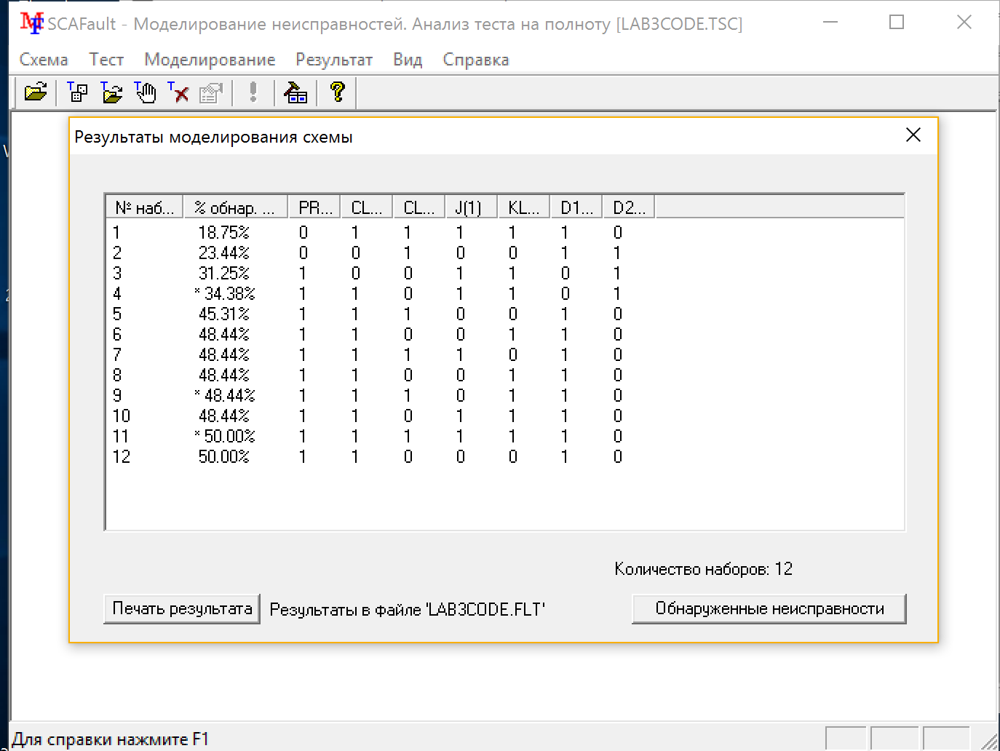 SCAFault - Моделирование неисправностей. Анализ теста на полноту [LAB3CODE.TSC]
Схема Тест Моделирование Результат Вид Справка
Результаты моделирования схемы
№ наб... % обнар. ... PR... CL... CL... J(1) KL... D1... D2...
1 18.75% 0 1 1 1 1 1 0
2 23.44% 0 0 1 0 0 1 1
3 31.25% 1 0 0 1 1 0 1
4 * 34.38% 1 1 0 1 1 0 1
5 45.31% 1 1 1 0 0 1 0
6 48.44% 1 1 0 0 1 1 0
7 48.44% 1 1 1 1 0 1 0
8 48.44% 1 1 0 0 1 1 0
9 * 48.44% 1 1 1 0 1 1 0
10 48.44% 1 1 0 1 1 1 0
11 * 50.00% 1 1 1 1 1 1 0
12 50.00% 1 1 0 0 0 1 0
Количество наборов: 12
Печать результата Результаты в файле 'LAB3CODE.FLT' Обнаруженные неисправности
Для справки нажмите F1